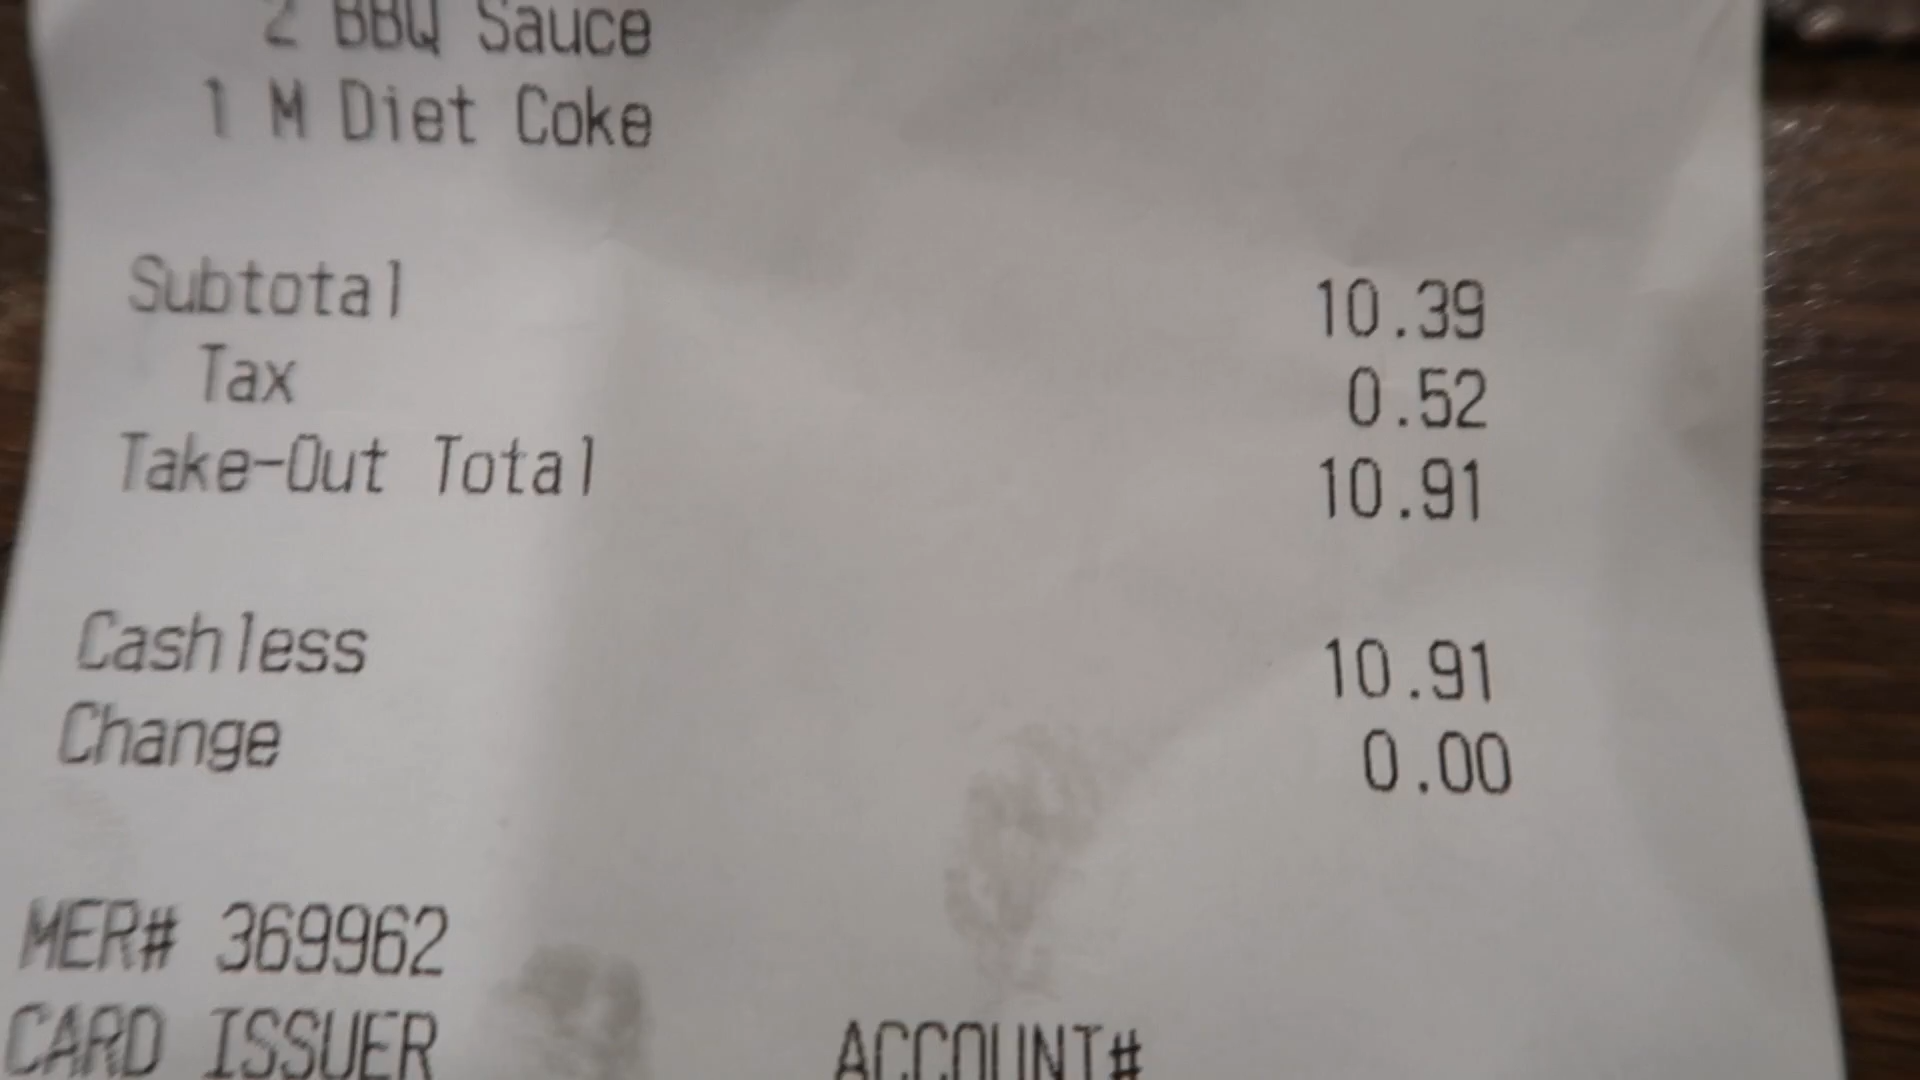 2 BBQ Sauce
1 M Diet Coke
Subtotal 10.39
Tax 0.52
Take-Out Total 10.91
Cashless 10.91
Change 0.00
MER# 369962
CARD ISSUER ACCOUNT#